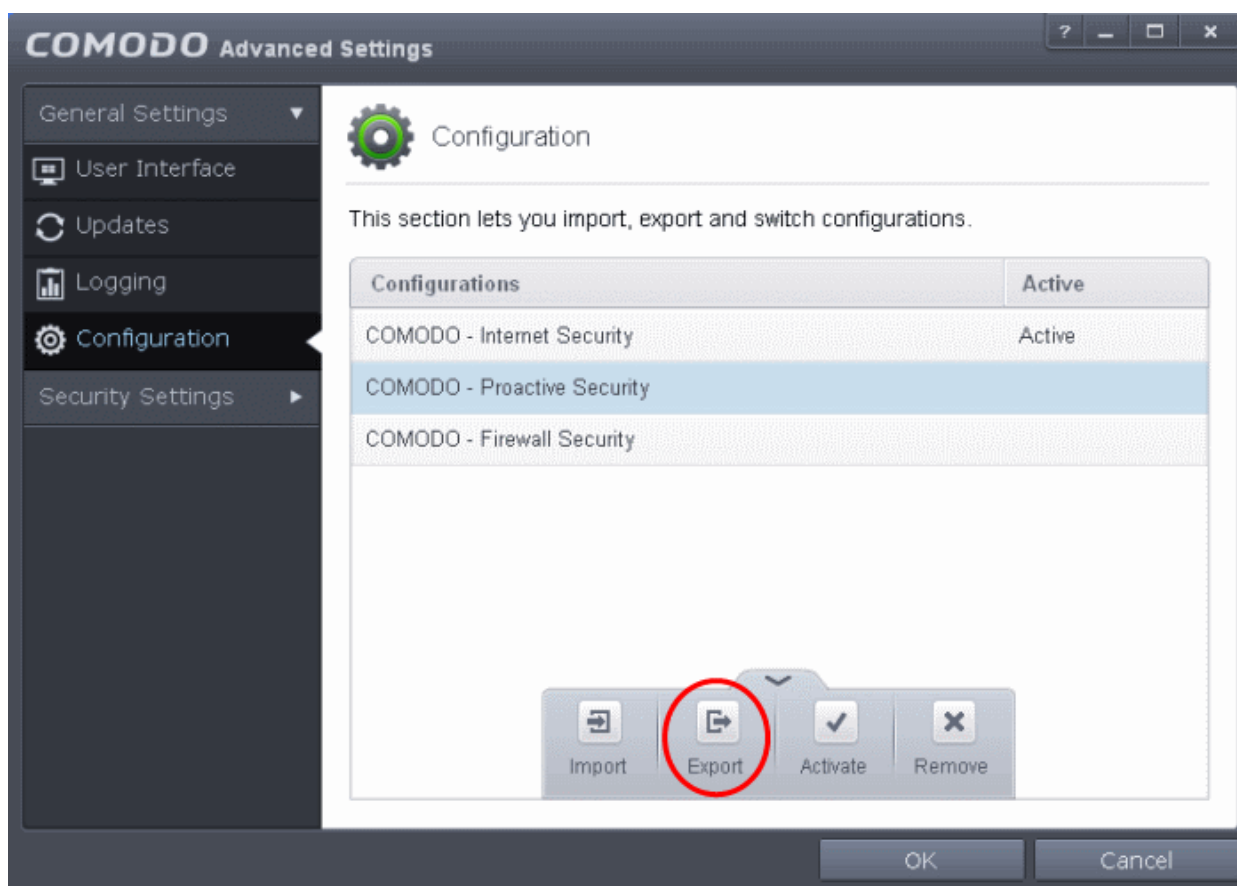 COMODO Advanced Settings
?
General Settings
User Interface
Updates
Logging
Configuration
Security Settings
Configuration
This section lets you import, export and switch configurations.
Configurations Active
COMODO - Internet Security Active
COMODO - Proactive Security
COMODO - Firewall Security
Import Export Activate Remove
OK Cancel